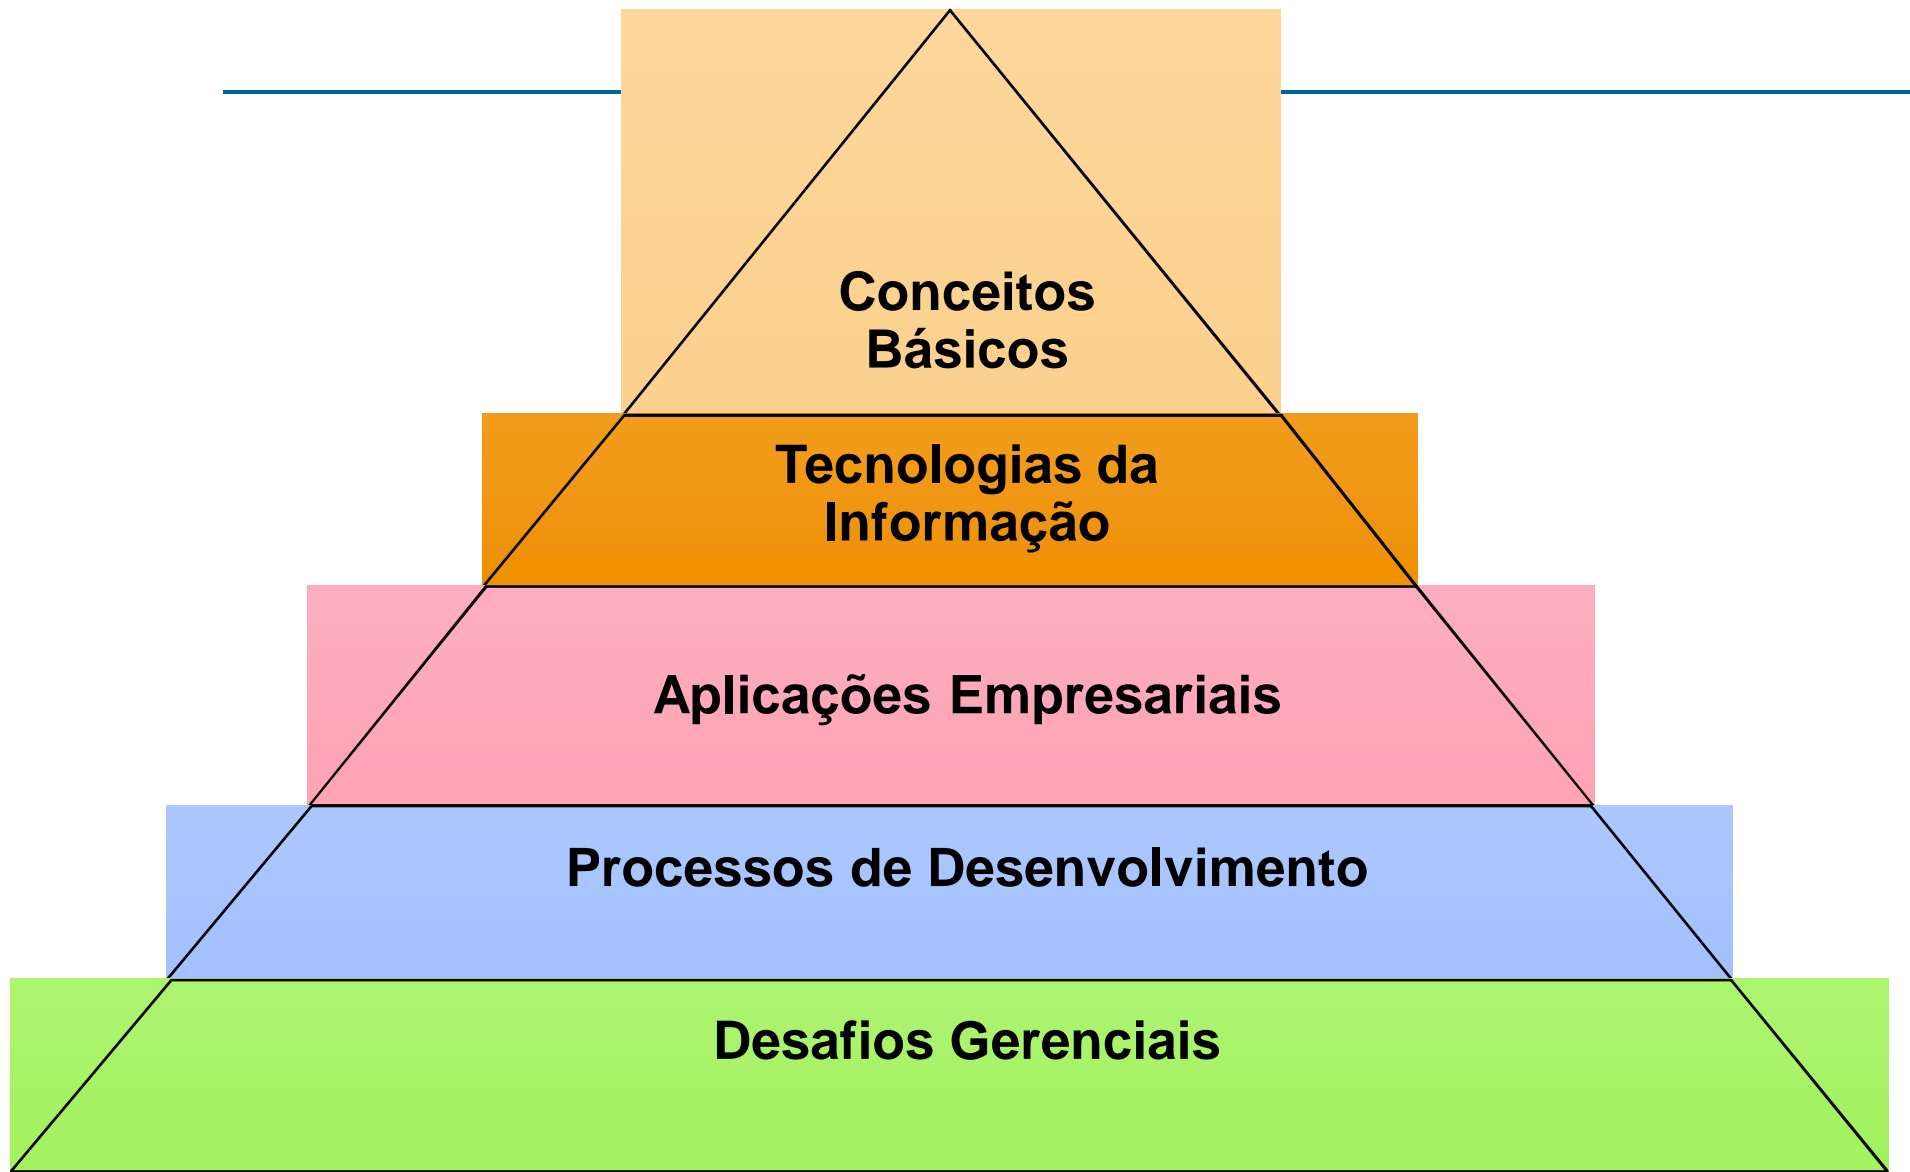 Conceitos
Básicos
Tecnologias da
Informação
Aplicações Empresariais
Processos de Desenvolvimento
Desafios Gerenciais